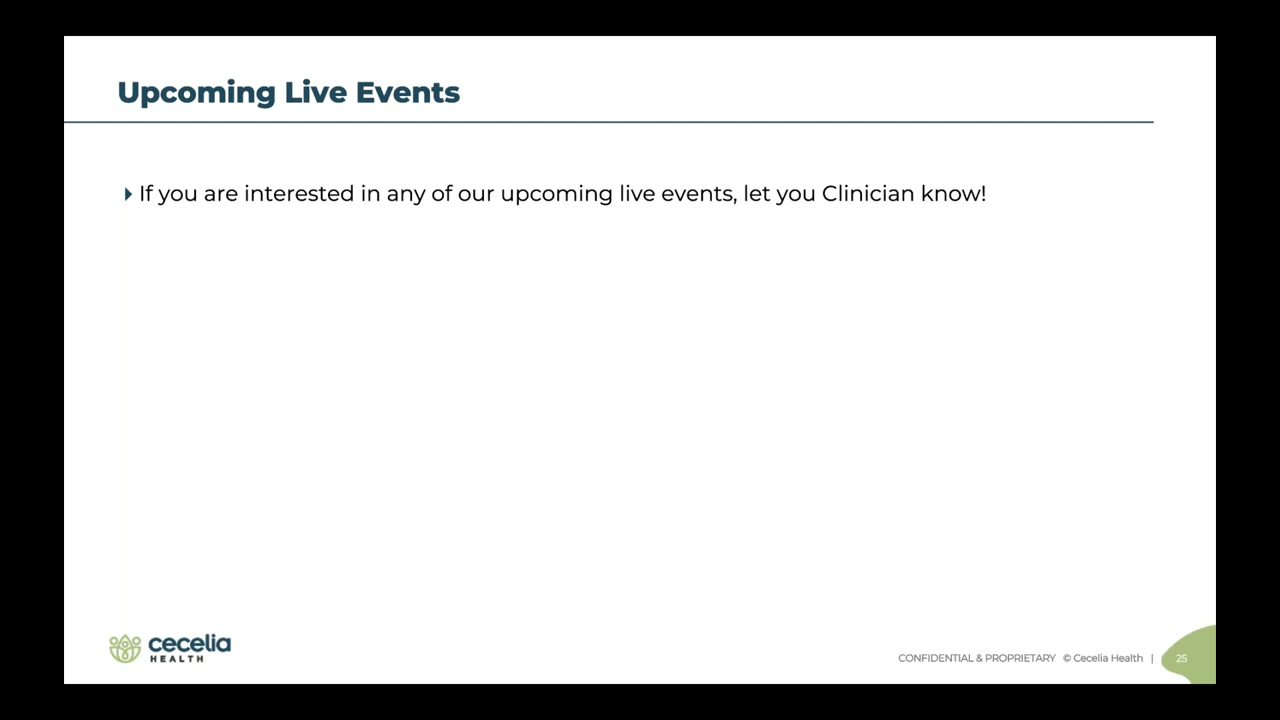 Upcoming Live Events
If you are interested in any of our upcoming live events, let you Clinician know!
cecelia
HEALTH
CONFIDENTIAL & PROPRIETARY © Cecelia Health | 25